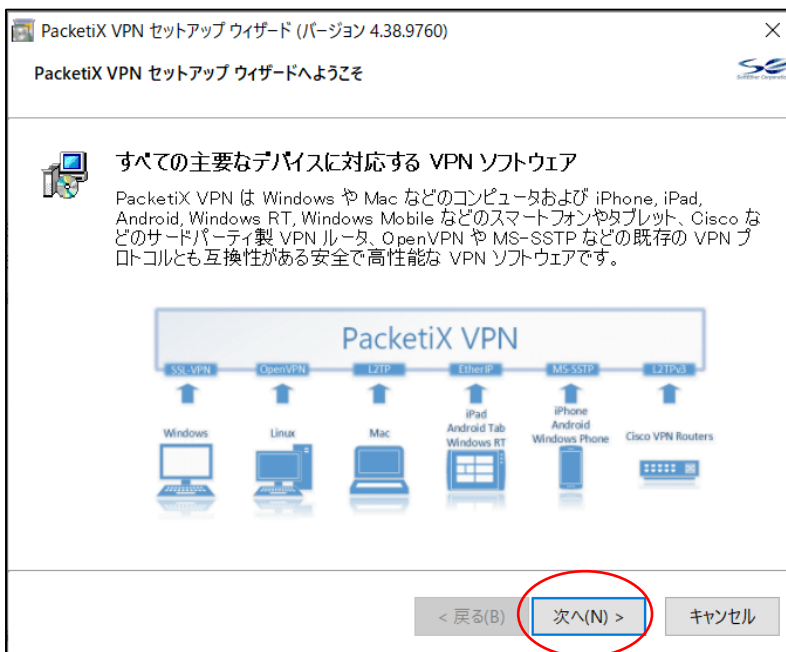 PacketiX VPN セットアップ ウィザード (バージョン 4.38.9760)
PacketiX VPN セットアップ ウィザードへようこそ
すべての主要なデバイスに対応する VPN ソフトウェア
PacketiX VPN は Windows や Mac などのコンピュータおよび iPhone, iPad,
Android, Windows RT, Windows Mobile などのスマートフォンやタブレット、Cisco な
どのサードパーティ製 VPN ルータ、OpenVPN や MS-SSTP などの既存の VPN プ
ロトコルとも互換性がある安全で高性能な VPN ソフトウェアです。
PacketiX VPN
SSL-VPN OpenVPN L2TP EtherIP MS-SSTP L2TPv3
Windows
Linux
Mac
iPad
Android Tab
Windows RT
iPhone
Android
Windows Phone
Cisco VPN Routers
< 戻る(B)
次へ(N) >
キャンセル